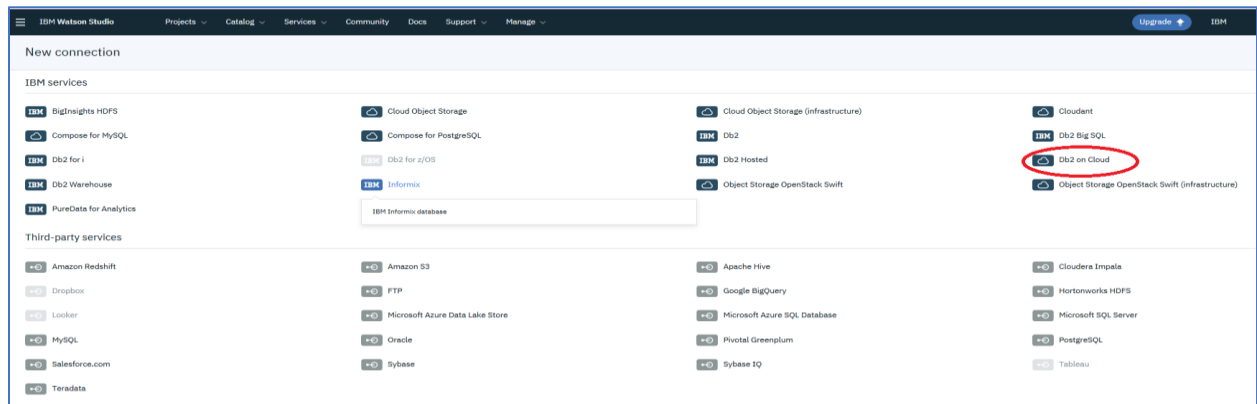 IBM Watson Studio Projects Catalog Services Community Docs Support Manage Upgrade IBM
New connection
IBM services
IBM BigInsights HDFS Cloud Object Storage Cloud Object Storage (infrastructure) Cloudant
Compose for MySQL Compose for PostgreSQL IBM Db2 IBM Db2 Big SQL
IBM Db2 for i IBM Db2 for z/OS IBM Db2 Hosted Db2 on Cloud
IBM Db2 Warehouse IBM Informix Object Storage OpenStack Swift Object Storage OpenStack Swift (infrastructure)
IBM PureData for Analytics IBM Informix database
Third-party services
Amazon Redshift Amazon S3 Apache Hive Cloudera Impala
Dropbox FTP Google BigQuery Hortonworks HDFS
Looker Microsoft Azure Data Lake Store Microsoft Azure SQL Database Microsoft SQL Server
MySQL Oracle Pivotal Greenplum PostgreSQL
Salesforce.com Sybase Sybase IQ Tableau
Teradata